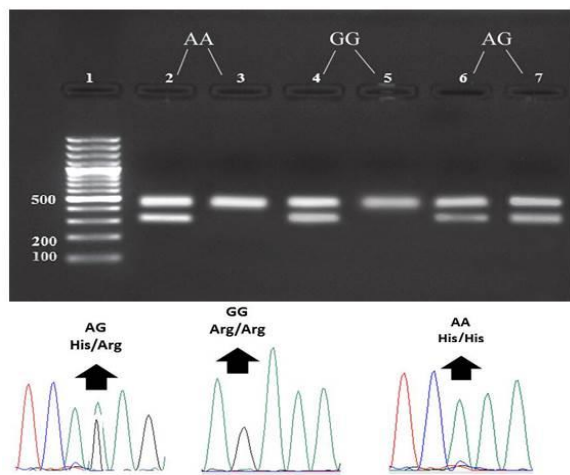 AA GG AG
1 2 3 4 5 6 7
500
200
100
AG
His/Arg
GG
Arg/Arg
AA
His/His